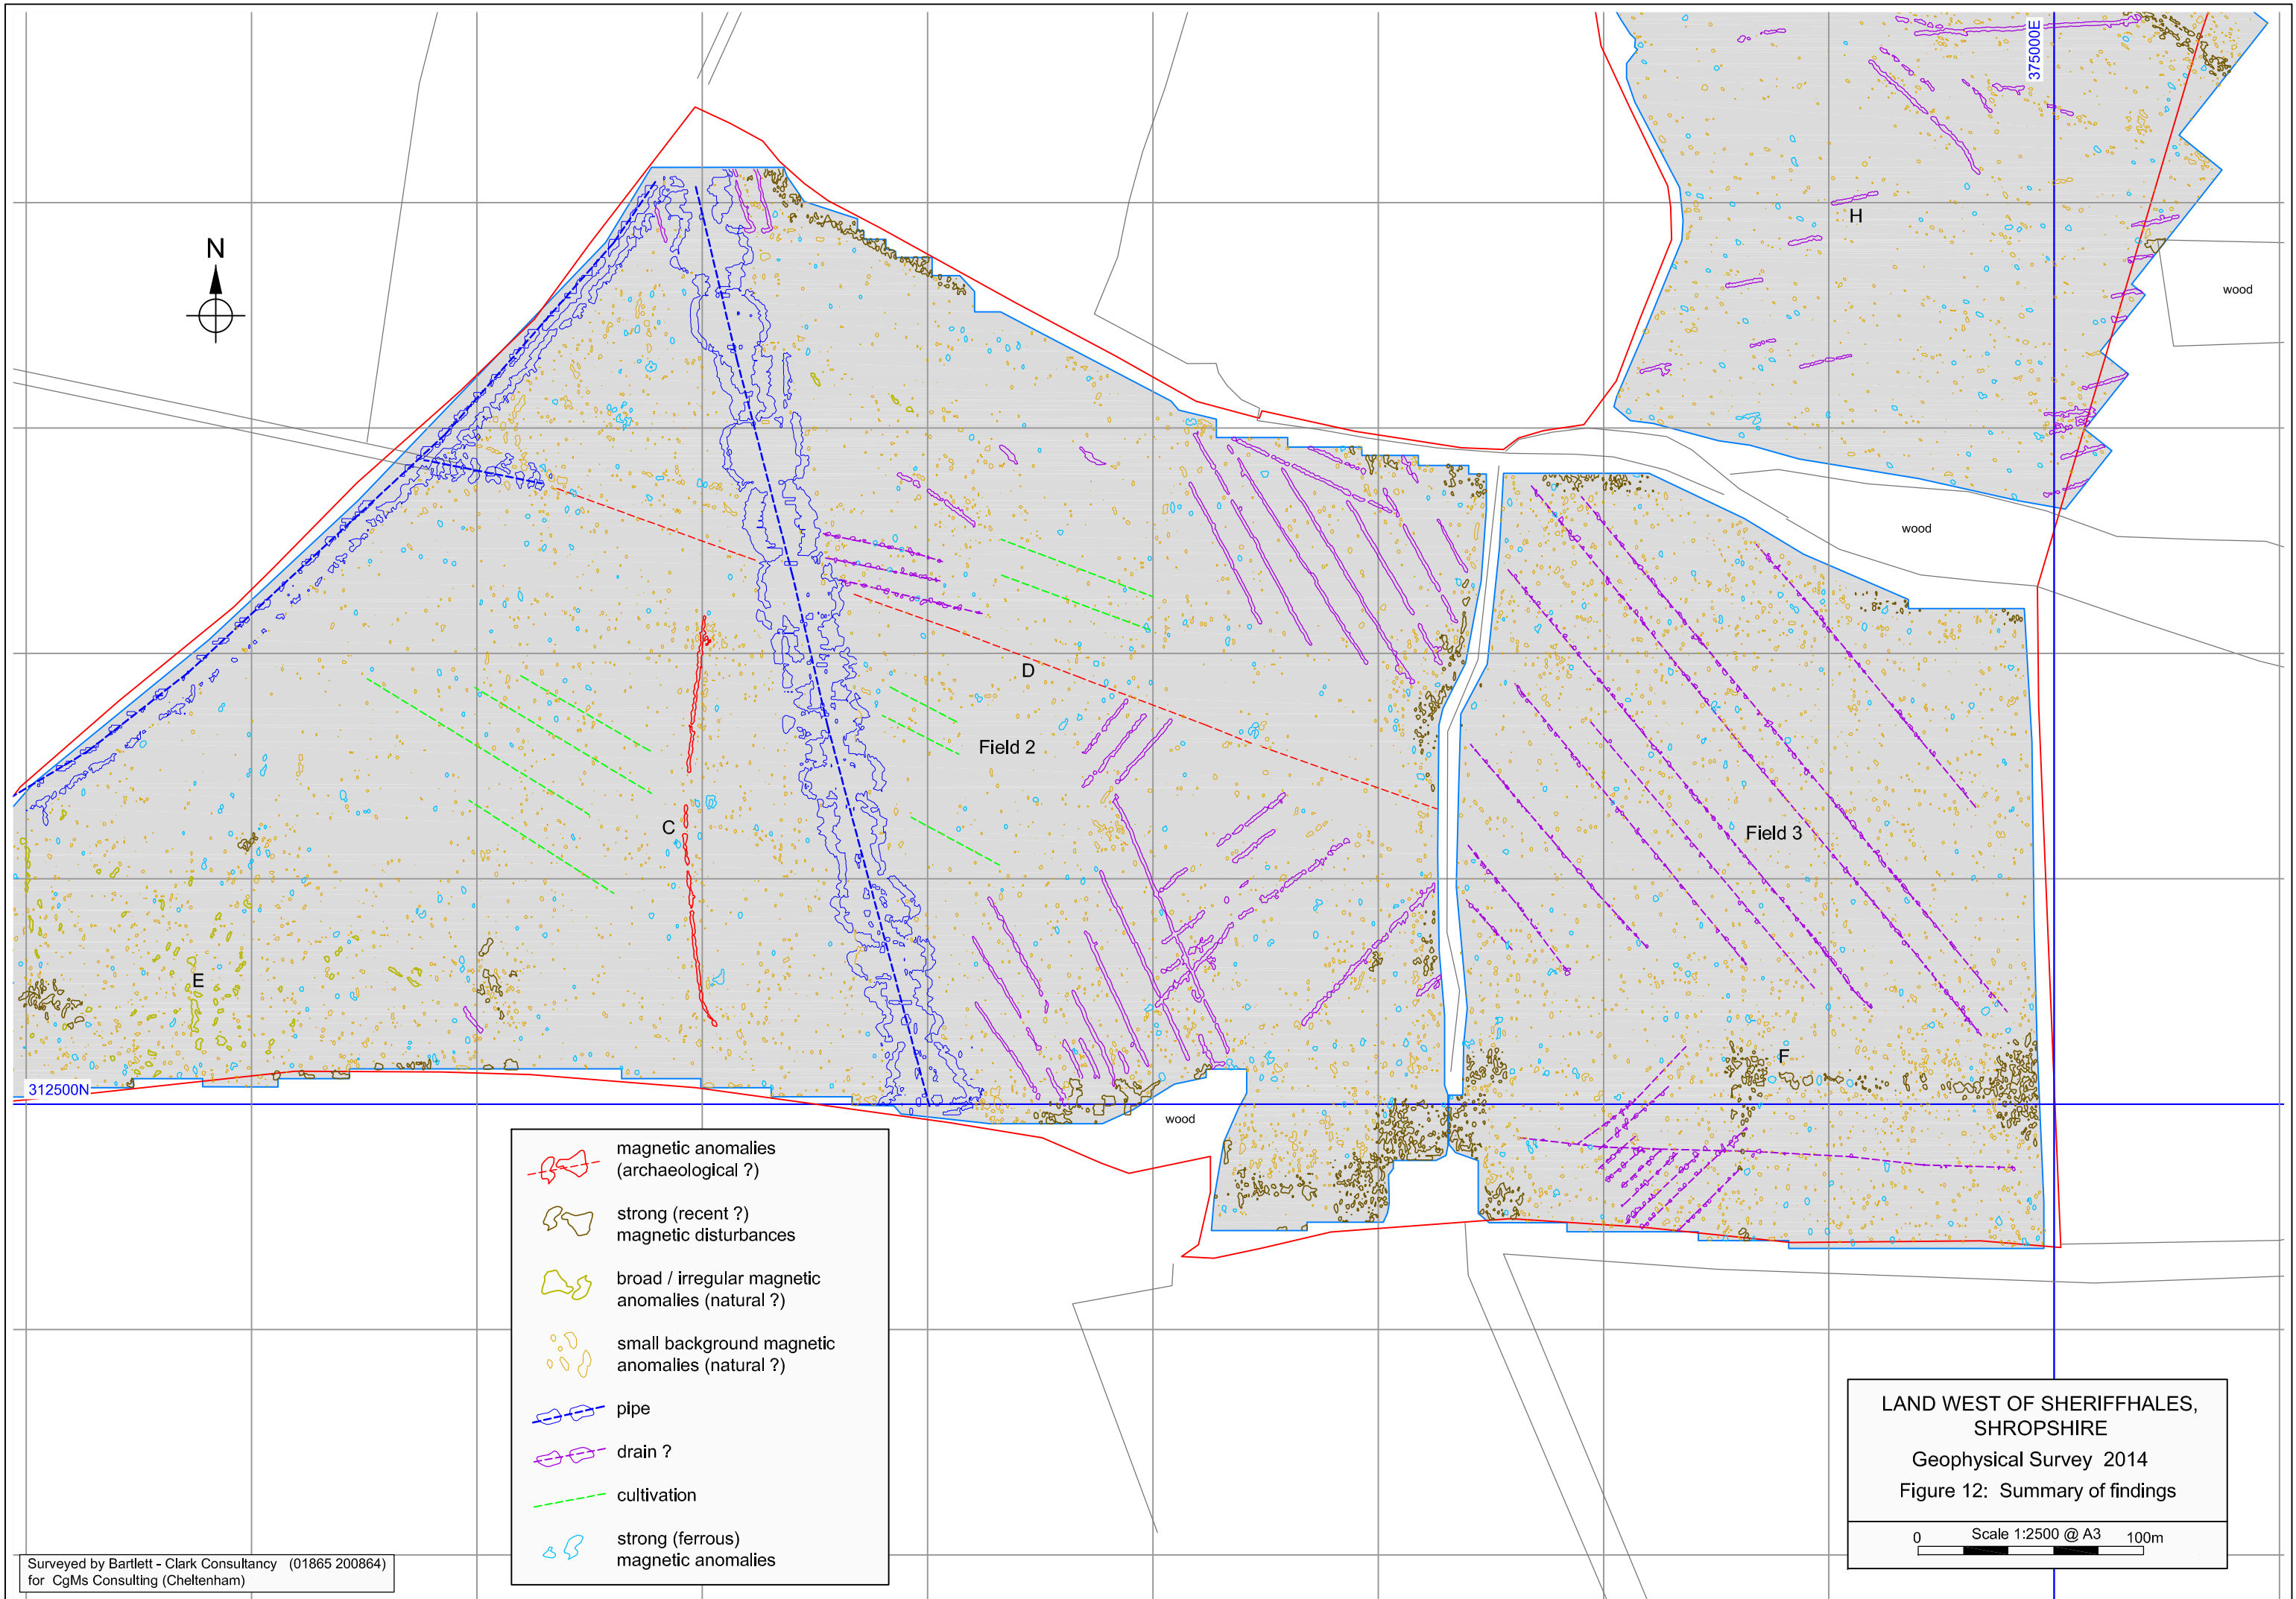 375000E
N
H
wood
wood
D
Field 2
C
Field 3
E
F
312500N
wood
magnetic anomalies
(archaeological ?)
strong (recent ?)
magnetic disturbances
broad / irregular magnetic
anomalies (natural ?)
small background magnetic
anomalies (natural ?)
pipe
drain ?
cultivation
strong (ferrous)
magnetic anomalies
LAND WEST OF SHERIFFHALES,
SHROPSHIRE
Geophysical Survey 2014
Figure 12: Summary of findings
0 Scale 1:2500 @ A3 100m
Surveyed by Bartlett - Clark Consultancy (01865 200864)
for CgMs Consulting (Cheltenham)